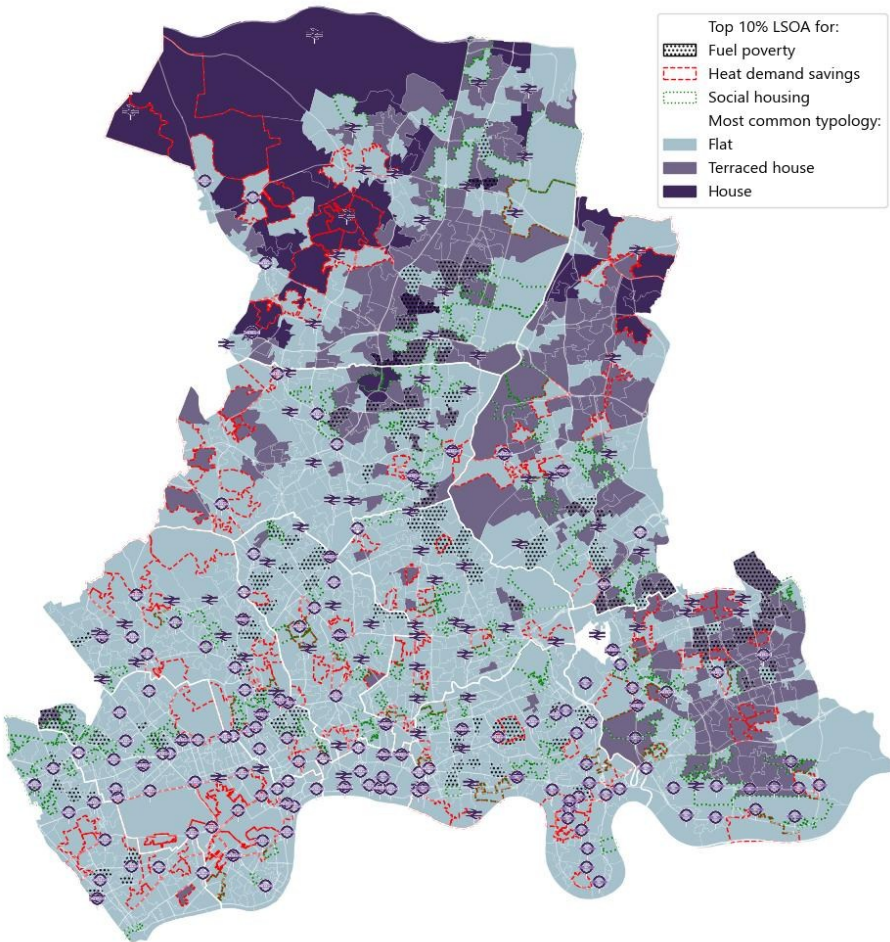 Top 10% LSOA for:
Fuel poverty
Heat demand savings
Social housing
Most common typology:
Flat
Terraced house
House